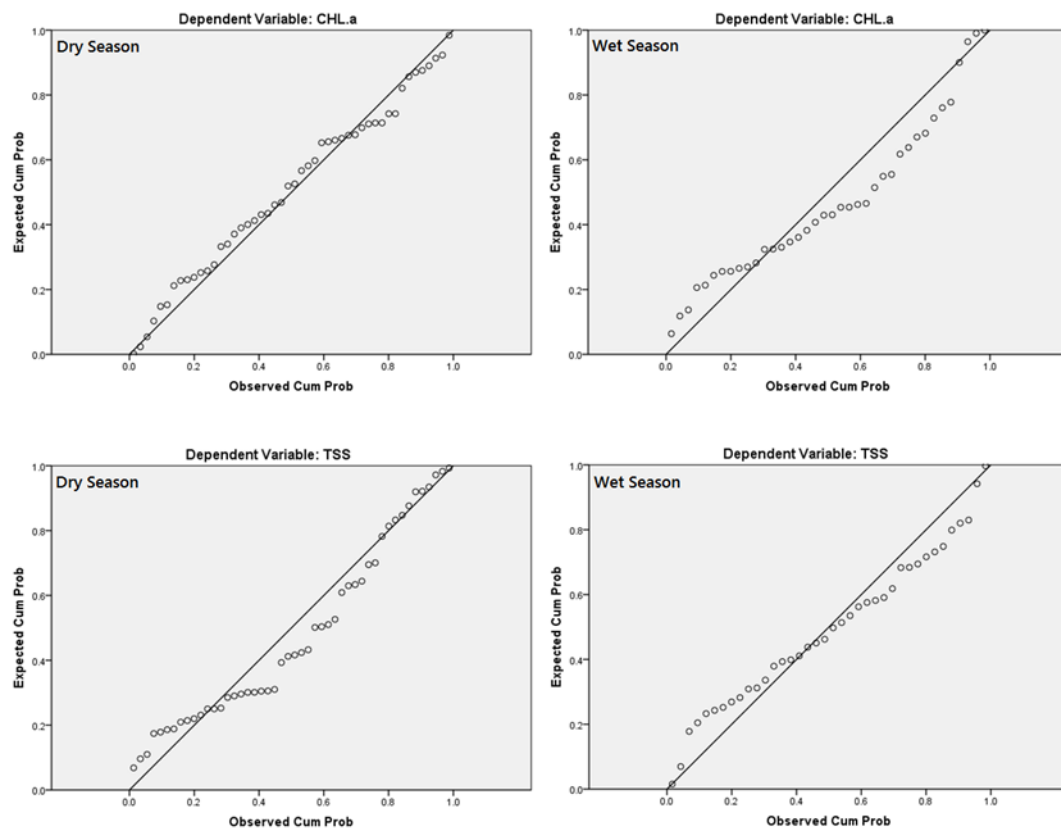 Dependent Variable: CHL.a
Dry Season
1.0
0.8
0.6
0.4
0.2
0.0
Expected Cum Prob
0.0 0.2 0.4 0.6 0.8 1.0
Observed Cum Prob
Dependent Variable: CHL.a
Wet Season
1.0
0.8
0.6
0.4
0.2
0.0
Expected Cum Prob
0.0 0.2 0.4 0.6 0.8 1.0
Observed Cum Prob
Dependent Variable: TSS
Dry Season
1.0
0.8
0.6
0.4
0.2
0.0
Expected Cum Prob
0.0 0.2 0.4 0.6 0.8 1.0
Observed Cum Prob
Dependent Variable: TSS
Wet Season
1.0
0.8
0.6
0.4
0.2
0.0
Expected Cum Prob
0.0 0.2 0.4 0.6 0.8 1.0
Observed Cum Prob